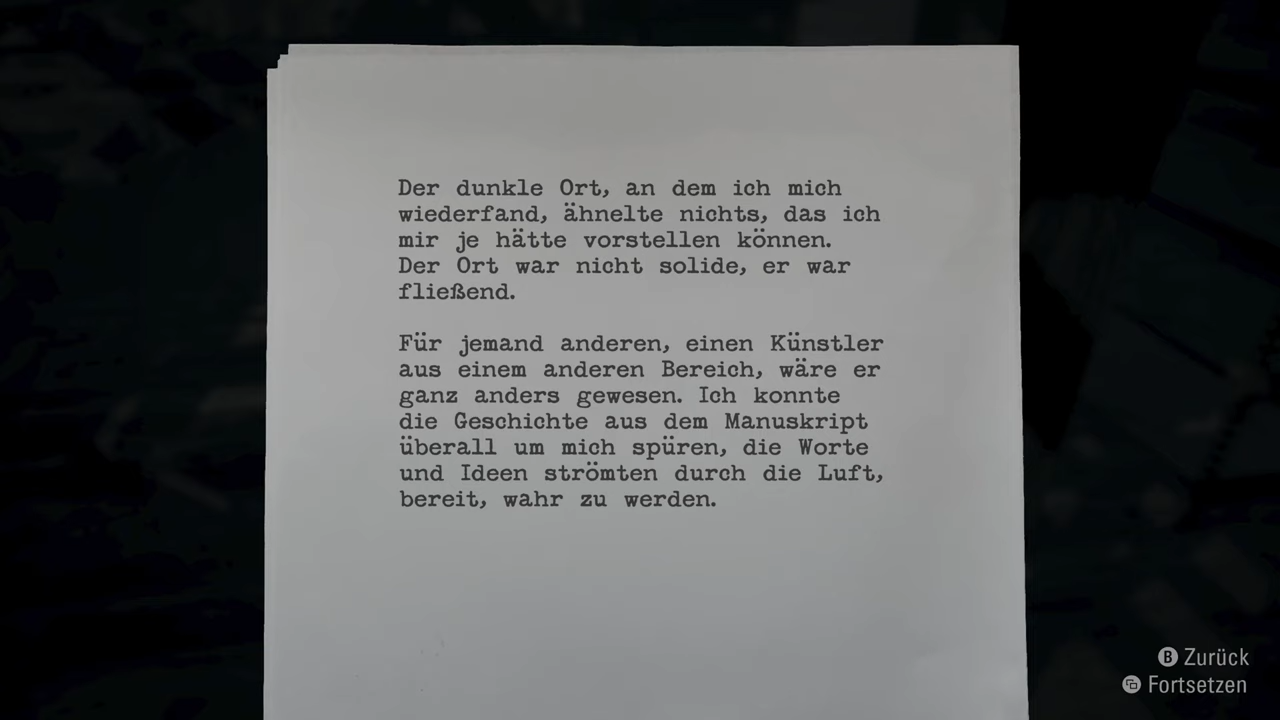 Der dunkle Ort, an dem ich mich
wiederfand, ähnelte nichts, das ich
mir je hätte vorstellen können.
Der Ort war nicht solide, er war
fließend.
Für jemand anderen, einen Künstler
aus einem anderen Bereich, wäre er
ganz anders gewesen. Ich konnte
die Geschichte aus dem Manuskript
überall um mich spüren, die Worte
und Ideen strömten durch die Luft,
bereit, wahr zu werden.
B Zurück
Fortsetzen